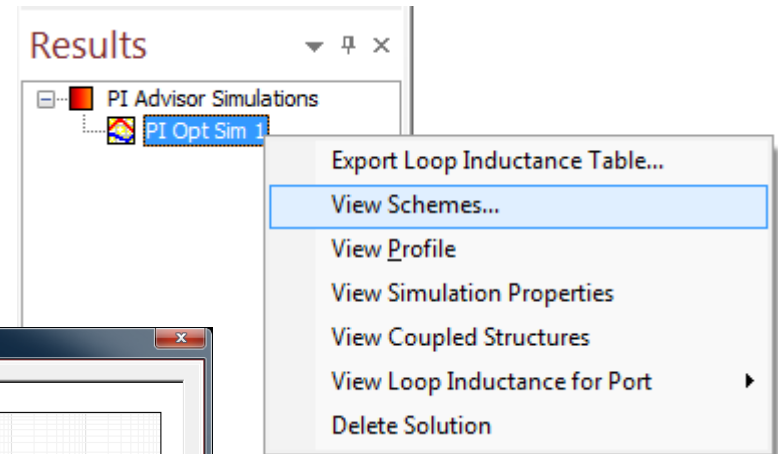 Results
PI Advisor Simulations
PI Opt Sim 1
Export Loop Inductance Table...
View Schemes...
View Profile
View Simulation Properties
View Coupled Structures
View Loop Inductance for Port
Delete Solution